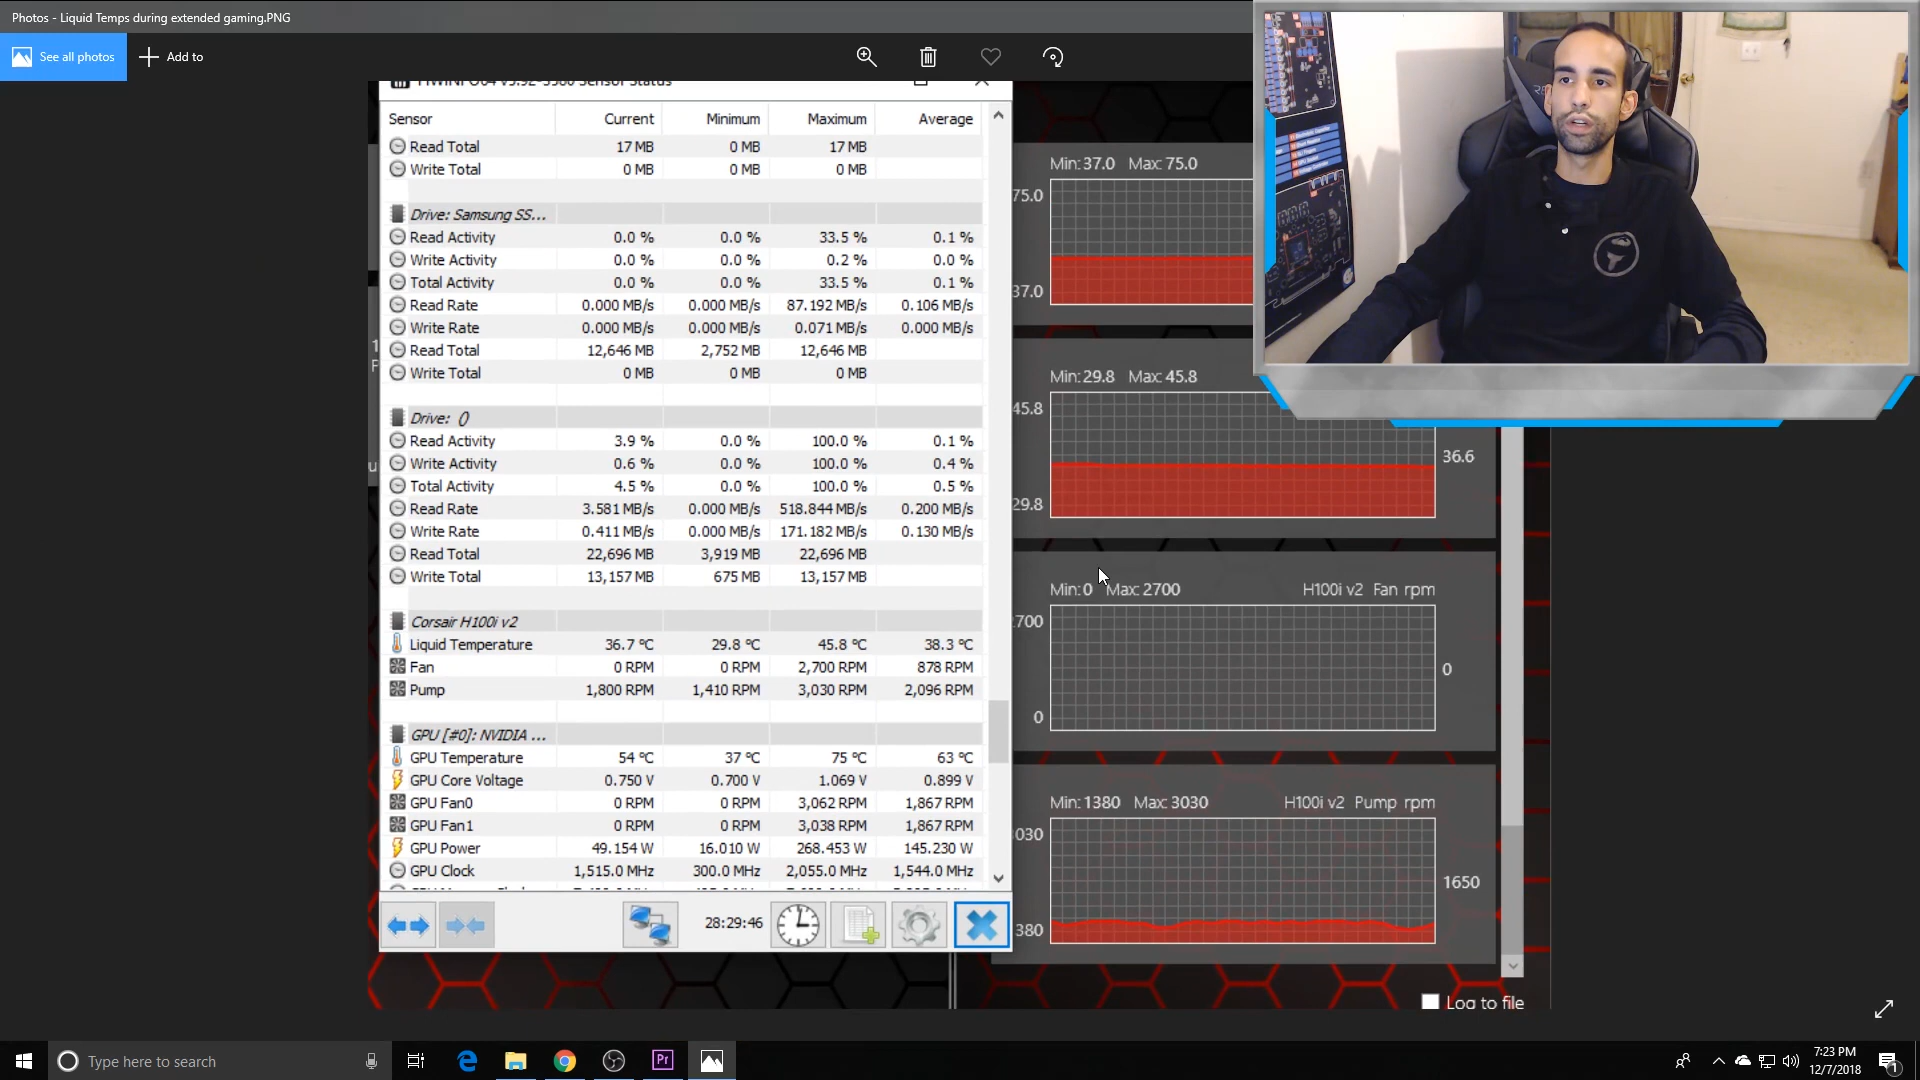 Photos - Liquid Temps during extended gaming.PNG
See all photos
Add to
HWiNFO64 v5.92-3580 Sensor Status
Sensor Current Minimum Maximum Average
Read Total 17 MB 0 MB 17 MB
Write Total 0 MB 0 MB 0 MB
Drive: Samsung SS...
Read Activity 0.0 % 0.0 % 33.5 % 0.1 %
Write Activity 0.0 % 0.0 % 0.2 % 0.0 %
Total Activity 0.0 % 0.0 % 33.5 % 0.1 %
Read Rate 0.000 MB/s 0.000 MB/s 87.192 MB/s 0.106 MB/s
Write Rate 0.000 MB/s 0.000 MB/s 0.071 MB/s 0.000 MB/s
Read Total 12,646 MB 2,752 MB 12,646 MB
Write Total 0 MB 0 MB 0 MB
Drive: ()
Read Activity 3.9 % 0.0 % 100.0 % 0.1 %
Write Activity 0.6 % 0.0 % 100.0 % 0.4 %
Total Activity 4.5 % 0.0 % 100.0 % 0.5 %
Read Rate 3.581 MB/s 0.000 MB/s 518.844 MB/s 0.200 MB/s
Write Rate 0.411 MB/s 0.000 MB/s 171.182 MB/s 0.130 MB/s
Read Total 22,696 MB 3,919 MB 22,696 MB
Write Total 13,157 MB 675 MB 13,157 MB
Corsair H100i v2
Liquid Temperature 36.7 °C 29.8 °C 45.8 °C 38.3 °C
Fan 0 RPM 0 RPM 2,700 RPM 878 RPM
Pump 1,800 RPM 1,410 RPM 3,030 RPM 2,096 RPM
GPU [#0]: NVIDIA ...
GPU Temperature 54 °C 37 °C 75 °C 63 °C
GPU Core Voltage 0.750 V 0.700 V 1.069 V 0.899 V
GPU Fan0 0 RPM 0 RPM 3,062 RPM 1,867 RPM
GPU Fan1 0 RPM 0 RPM 3,038 RPM 1,867 RPM
GPU Power 49.154 W 16.010 W 268.453 W 145.230 W
GPU Clock 1,515.0 MHz 300.0 MHz 2,055.0 MHz 1,544.0 MHz
28:29:46
Min: 37.0 Max: 75.0
75.0
37.0
Min: 29.8 Max: 45.8
45.8
36.6
29.8
Min: 0 Max: 2700 H100i v2 Fan rpm
2700
0
0
Min: 1380 Max: 3030 H100i v2 Pump rpm
030
1650
380
Log to file
Type here to search
Pr
7:23 PM
12/7/2018
1